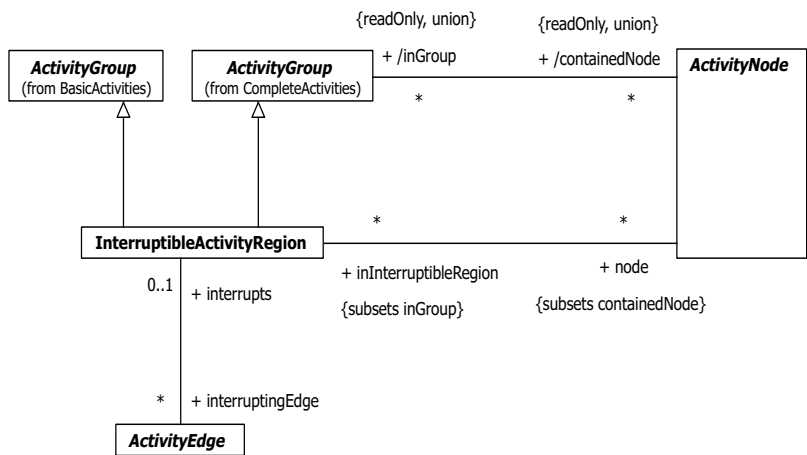 {readOnly, union}
{readOnly, union}
+ /inGroup
+ /containedNode
ActivityGroup
(from BasicActivities)
ActivityGroup
(from CompleteActivities)
ActivityNode
*
*
InterruptibleActivityRegion
*
*
+ inInterruptibleRegion
+ node
{subsets inGroup}
{subsets containedNode}
0..1
+ interrupts
*
+ interruptingEdge
ActivityEdge